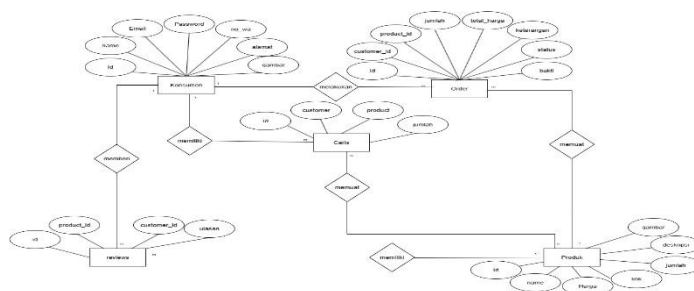 Email
Password
no_wa
name
alamat
id
gambar
Konsumen
jumlah
total_harga
product_id
keterangan
customer_id
status
id
bukti
Order
melakukan
customer
product
id
jumlah
Carts
memiliki
memuat
memberi
memuat
product_id
customer_id
id
ulasan
reviews
gambar
deskripsi
memiliki
Produk
jumlah
id
name
Harga